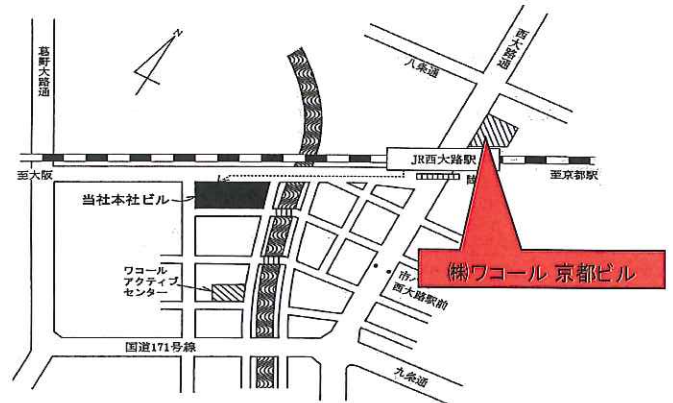 N
葛野大路通
西大路通
八条通
JR西大路駅
至大阪
至京都駅
当社本社ビル
陸
㈱ワコール 京都ビル
ワコール
アクティブ
センター
市バス
西大路駅前
国道171号線
九条通